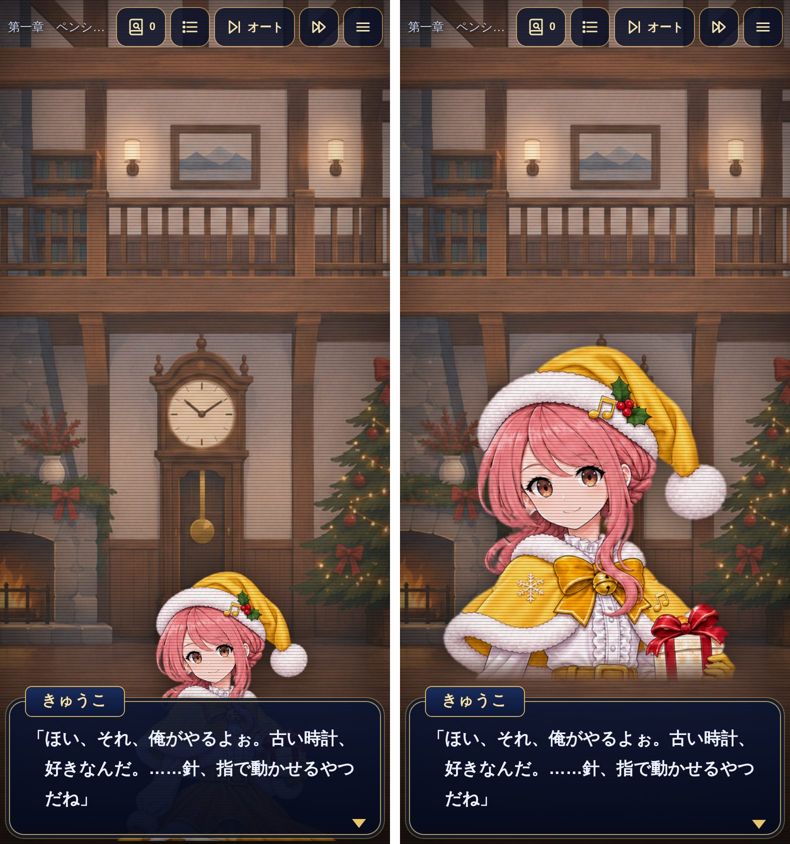 第一章 ペンシ…
0
オート
きゅうこ
「ほい、それ、俺がやるよぉ。古い時計、
好きなんだ。……針、指で動かせるやつ
だね」
第一章 ペンシ…
0
オート
きゅうこ
「ほい、それ、俺がやるよぉ。古い時計、
好きなんだ。……針、指で動かせるやつ
だね」